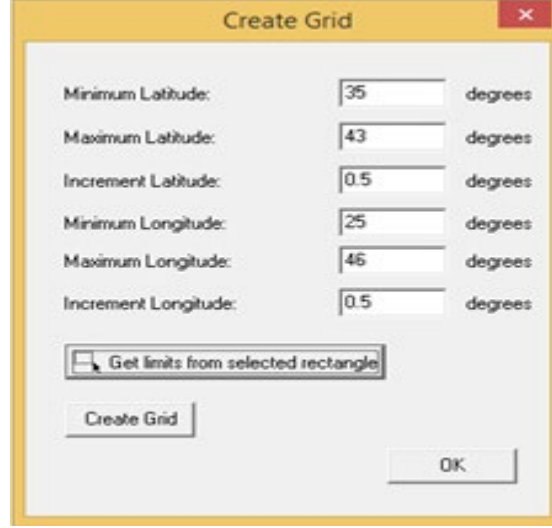 Create Grid
Minimum Latitude: 35 degrees
Maximum Latitude: 43 degrees
Increment Latitude: 0.5 degrees
Minimum Longitude: 25 degrees
Maximum Longitude: 46 degrees
Increment Longitude: 0.5 degrees
Get limits from selected rectangle
Create Grid
OK